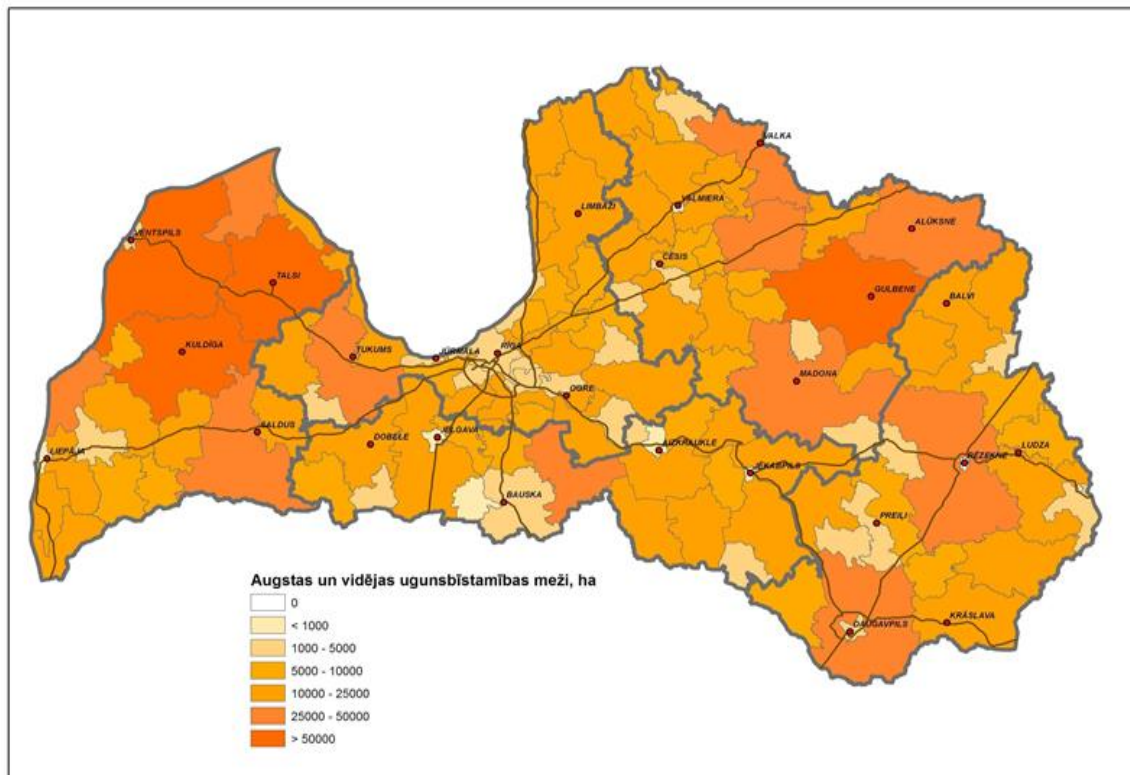 VALKA
VALMIERA
LIMBAŽI
ALŪKSNE
VENTSPILS
CĒSIS
TALSI
GULBENE
BALVI
KULDĪGA
TUKUMS
JŪRMALA
RĪGA
MADONA
OGRE
SALDUS
DOBELE
JELGAVA
AIZKRAUKLE
LUDZA
LIEPĀJA
JĒKABPILS
RĒZEKNE
BAUSKA
PREIĻI
KRĀSLAVA
DAUGAVPILS
Augstas un vidējas ugunsbīstamības meži, ha
0
< 1000
1000 - 5000
5000 - 10000
10000 - 25000
25000 - 50000
> 50000